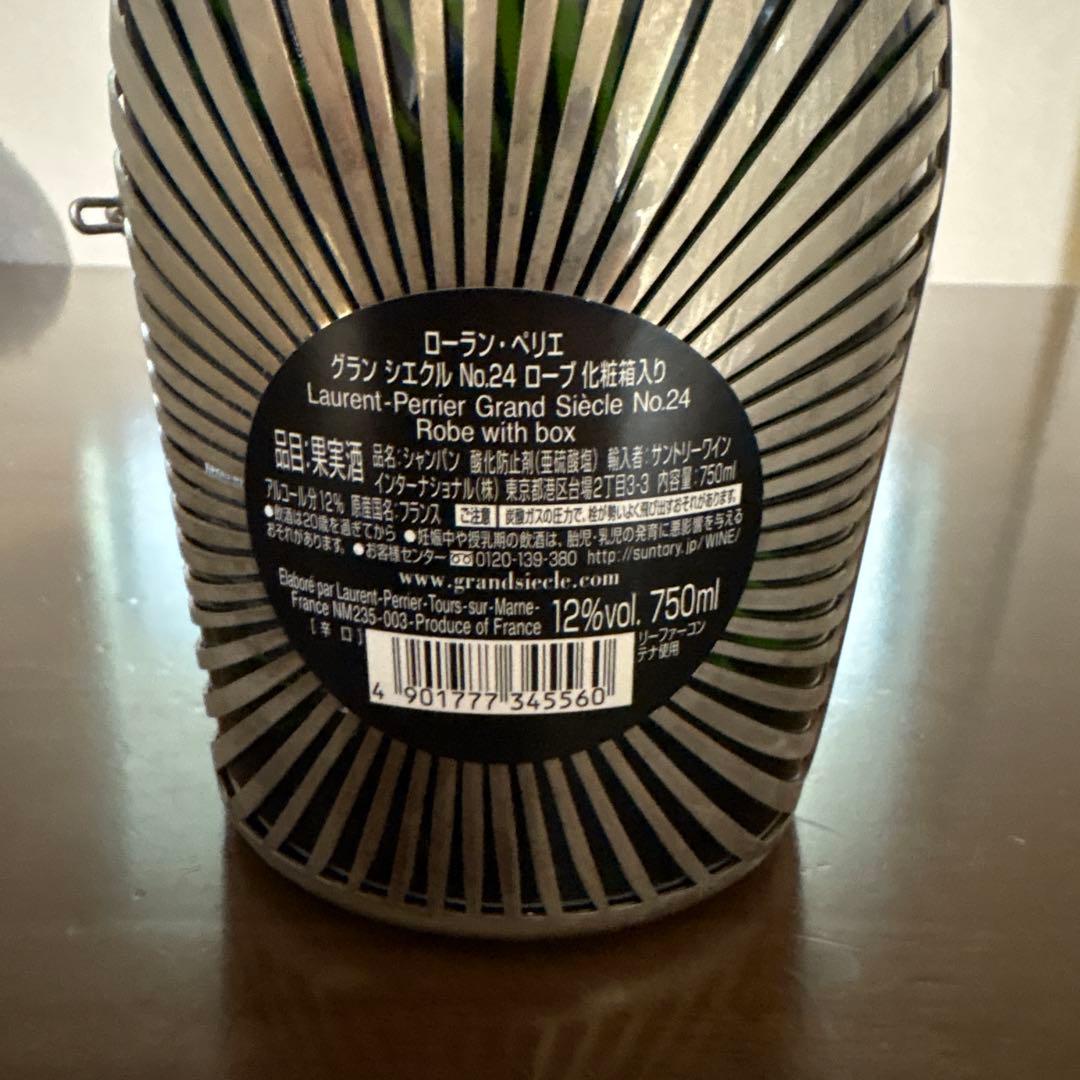 ローラン・ペリエ
グラン シエクル No.24 ローブ 化粧箱入り
Laurent-Perrier Grand Siècle No.24
Robe with box
品目:果実酒 品名:シャンパン 酸化防止剤(亜硫酸塩) 輸入者:サントリーワイン
インターナショナル(株) 東京都港区台場2丁目3-3 内容量:750ml
アルコール分12% 原産国名:フランス ご注意 炭酸ガスの圧力で、栓が勢いよく飛び出すおそれがあります。
●飲酒は20歳を過ぎてから ●妊娠中や授乳期の飲酒は、胎児・乳児の発育に悪影響を与える
おそれがあります。 ●お客様センター 0120-139-380 http://suntory.jp/WINE/
www.grandsiecle.com
Elaboré par Laurent-Perrier-Tours-sur-Marne-
France NM235-003-Produce of France 12%vol. 750ml
[辛口]
リーファーコン
テナ使用
4 901777 345560